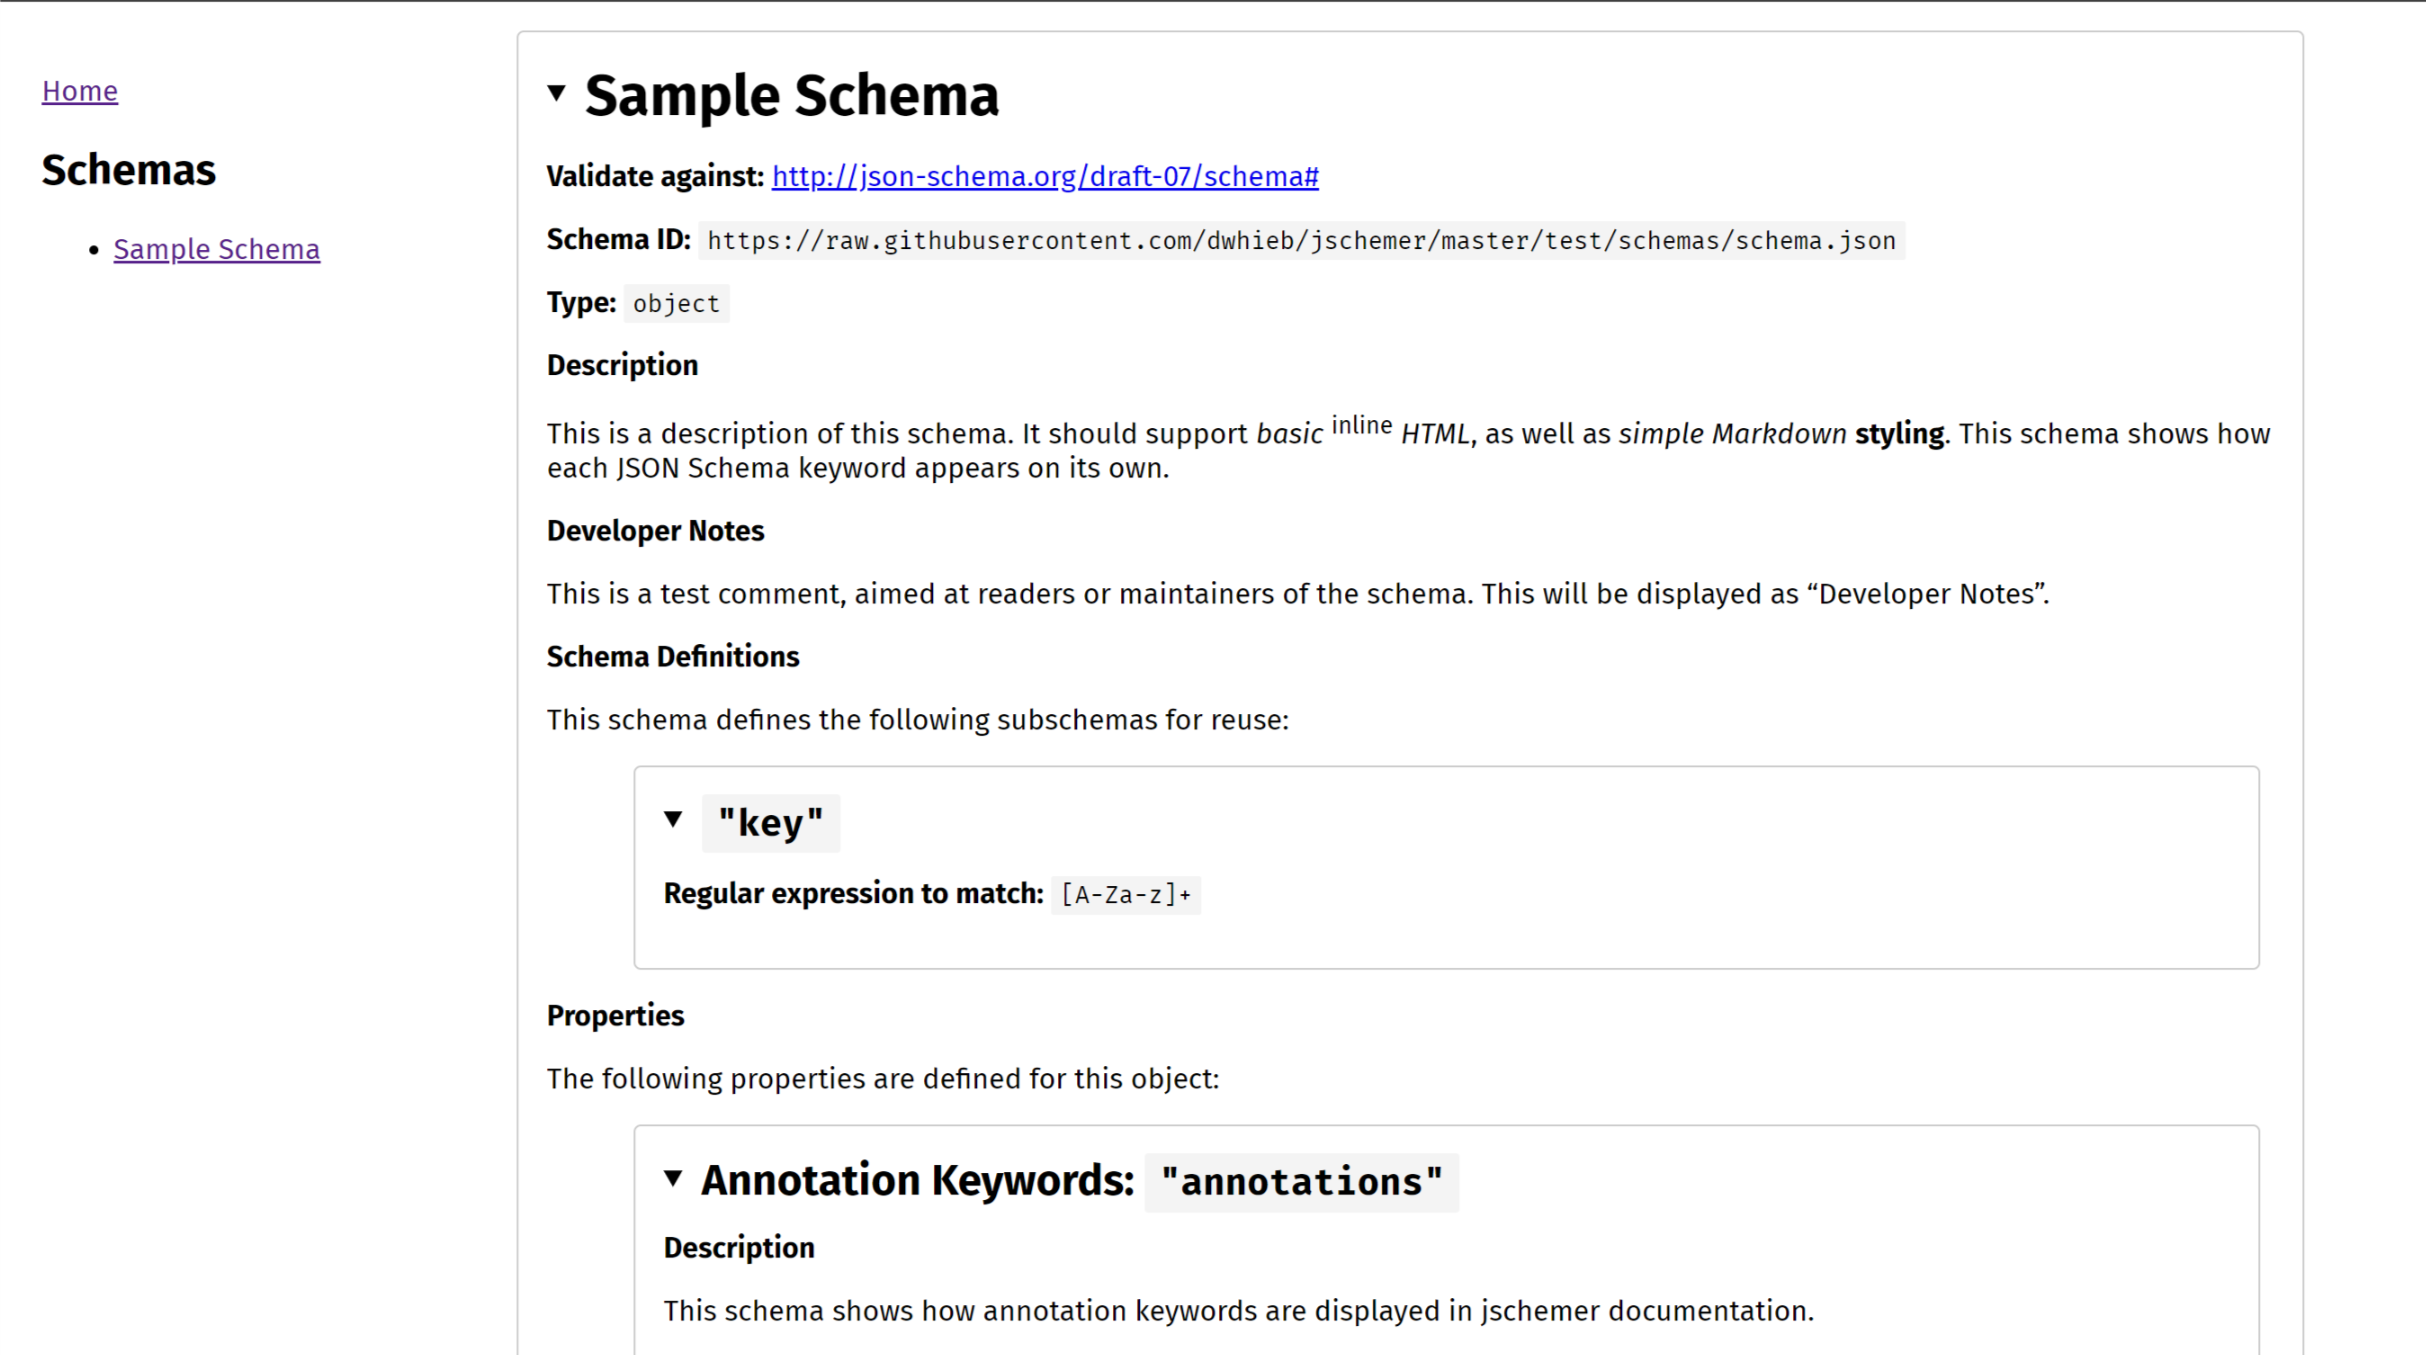 Home
Schemas
Sample Schema
Sample Schema
Validate against: http://json-schema.org/draft-07/schema#
Schema ID: https://raw.githubusercontent.com/dwhieb/jschemer/master/test/schemas/schema.json
Type: object
Description
This is a description of this schema. It should support basic inline HTML, as well as simple Markdown styling. This schema shows how
each JSON Schema keyword appears on its own.
Developer Notes
This is a test comment, aimed at readers or maintainers of the schema. This will be displayed as “Developer Notes”.
Schema Definitions
This schema defines the following subschemas for reuse:
"key"
Regular expression to match: [A-Za-z]+
Properties
The following properties are defined for this object:
Annotation Keywords: "annotations"
Description
This schema shows how annotation keywords are displayed in jschemer documentation.